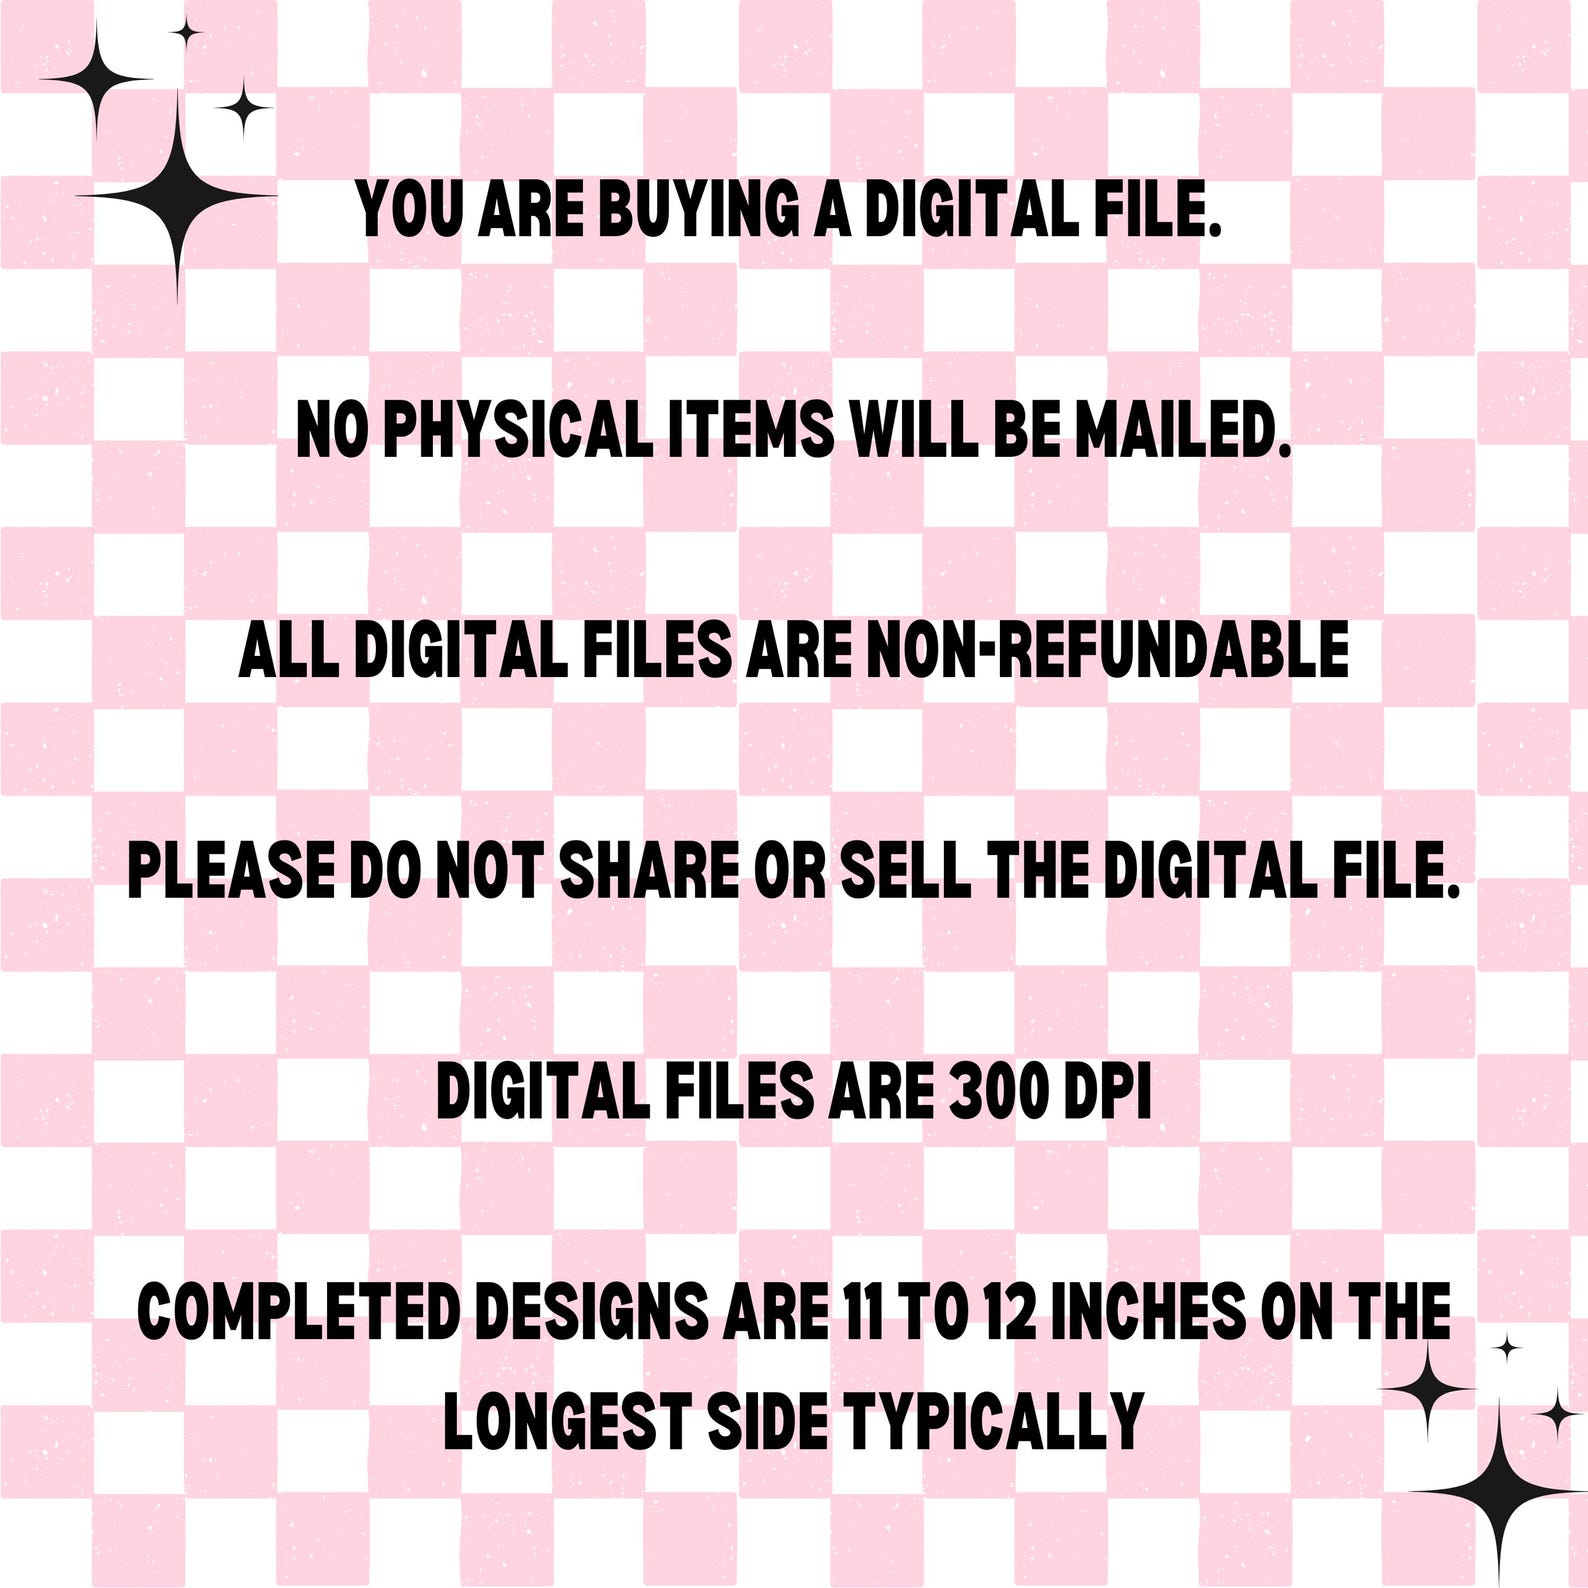 YOU ARE BUYING A DIGITAL FILE.
NO PHYSICAL ITEMS WILL BE MAILED.
ALL DIGITAL FILES ARE NON-REFUNDABLE
PLEASE DO NOT SHARE OR SELL THE DIGITAL FILE.
DIGITAL FILES ARE 300 DPI
COMPLETED DESIGNS ARE 11 TO 12 INCHES ON THE
LONGEST SIDE TYPICALLY